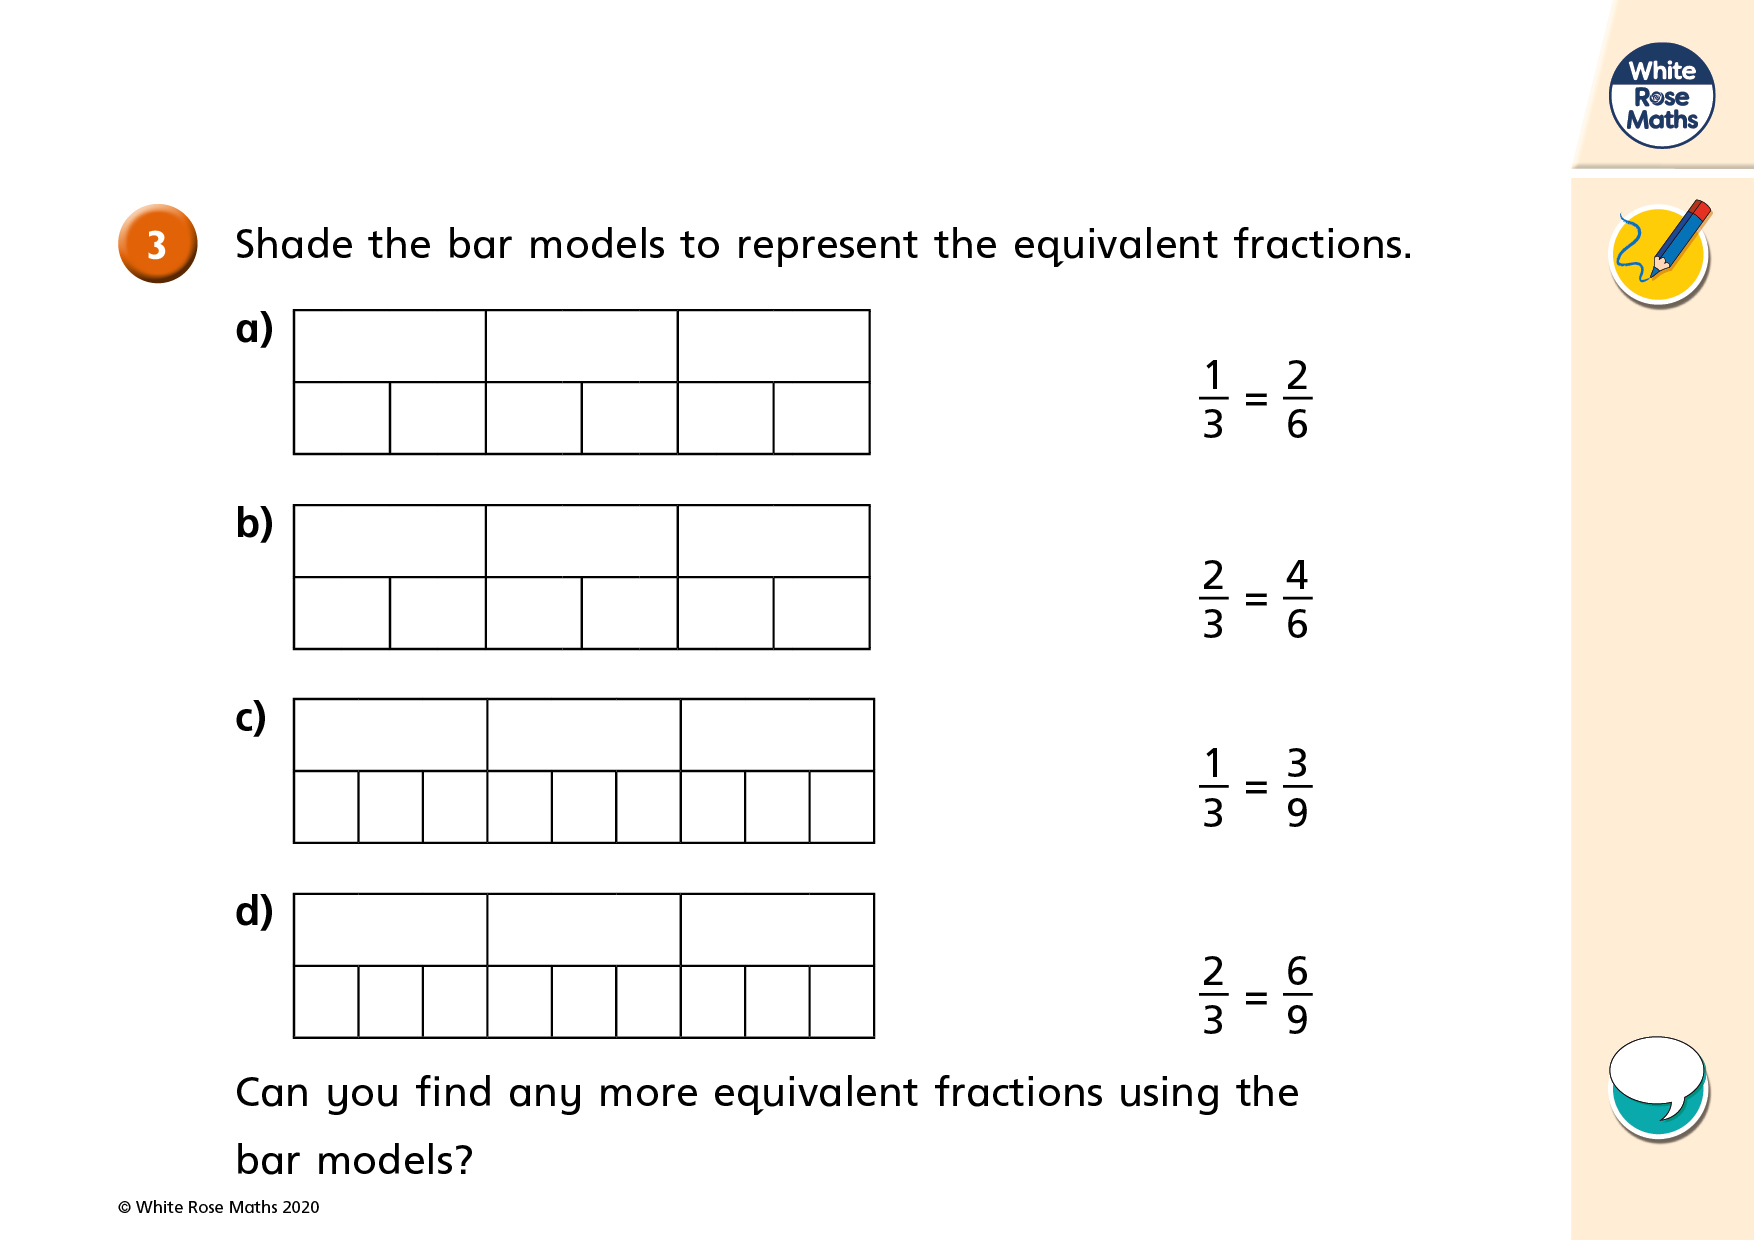 White
Rose
Maths
3 Shade the bar models to represent the equivalent fractions.
a) 1/3 = 2/6
b) 2/3 = 4/6
c) 1/3 = 3/9
d) 2/3 = 6/9
Can you find any more equivalent fractions using the
bar models?
© White Rose Maths 2020